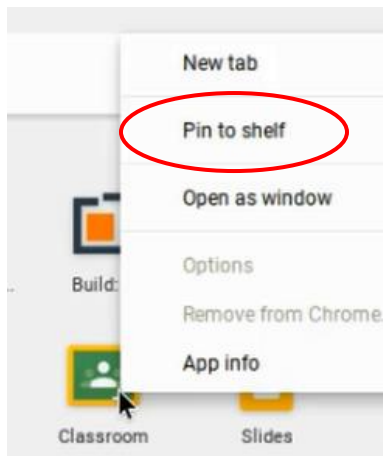 New tab
Pin to shelf
Open as window
Options
Remove from Chrome
App info
Build:
Classroom
Slides